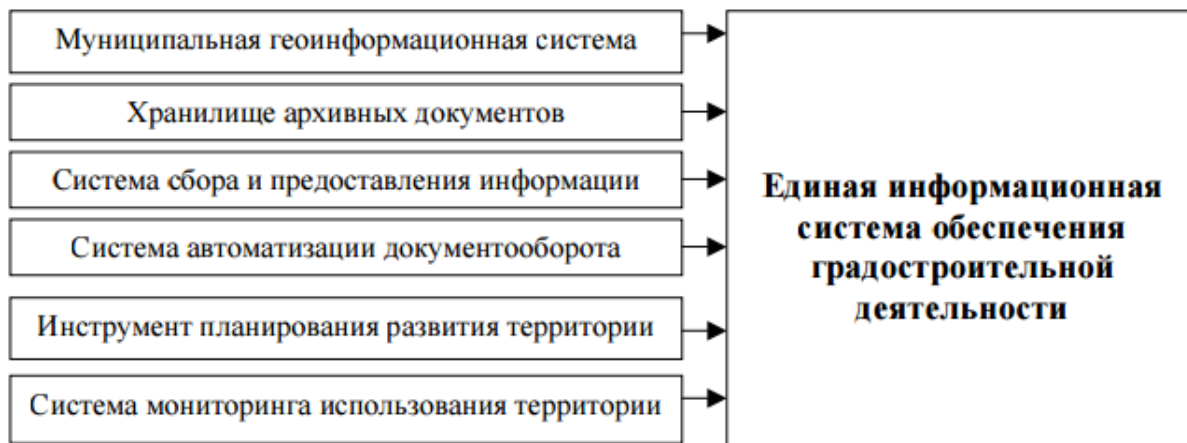 Муниципальная геоинформационная система
Хранилище архивных документов
Система сбора и предоставления информации
Система автоматизации документооборота
Инструмент планирования развития территории
Система мониторинга использования территории
Единая информационная
система обеспечения
градостроительной
деятельности